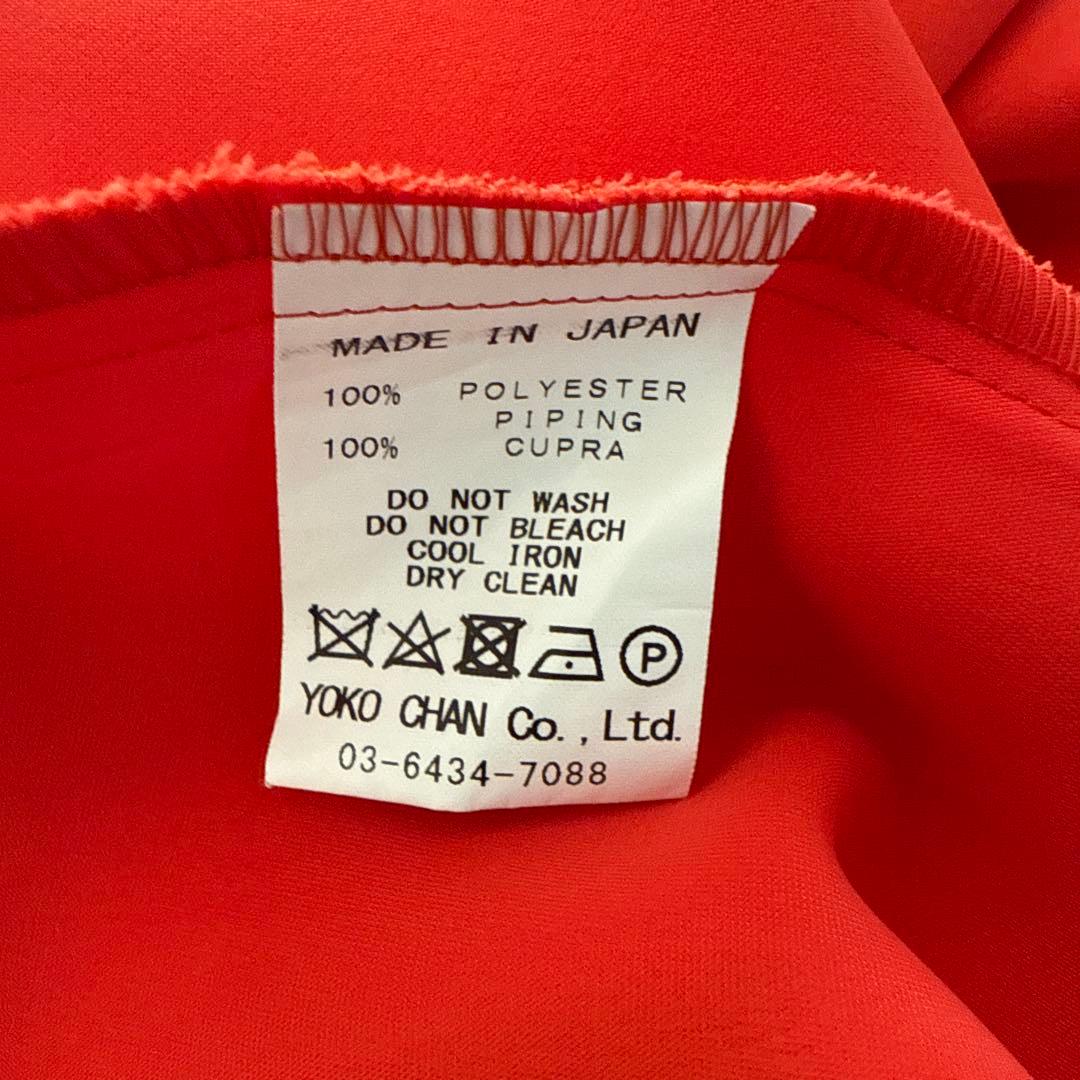 MADE IN JAPAN
100% POLYESTER
PIPING
100% CUPRA
DO NOT WASH
DO NOT BLEACH
COOL IRON
DRY CLEAN
P
YOKO CHAN Co., Ltd.
03-6434-7088